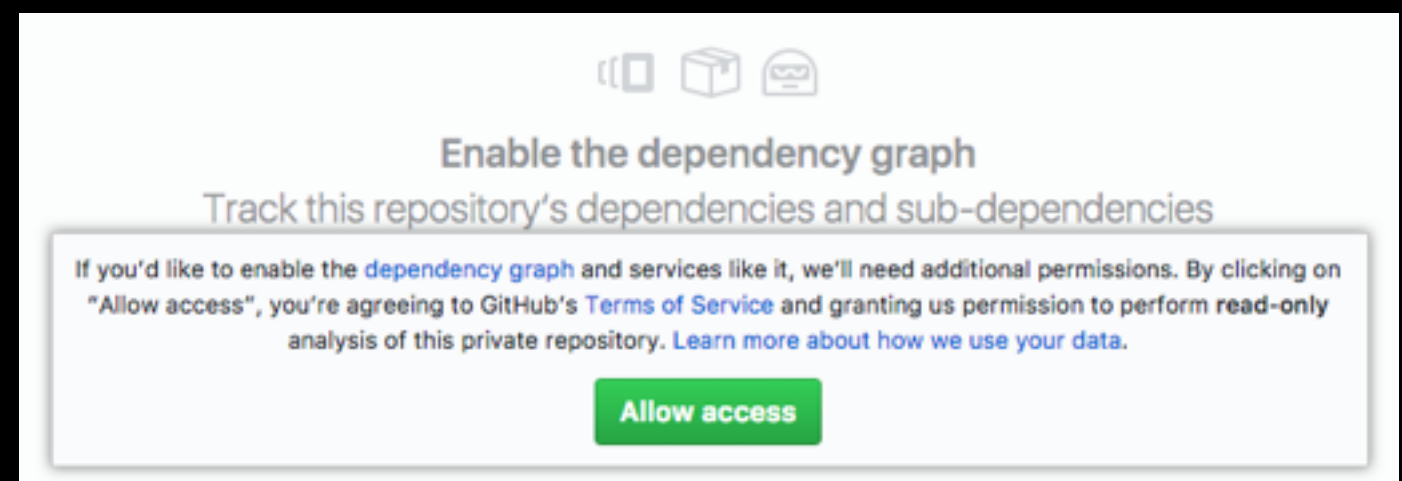 Enable the dependency graph
Track this repository's dependencies and sub-dependencies
If you'd like to enable the dependency graph and services like it, we'll need additional permissions. By clicking on
"Allow access", you're agreeing to GitHub's Terms of Service and granting us permission to perform read-only
analysis of this private repository. Learn more about how we use your data.
Allow access